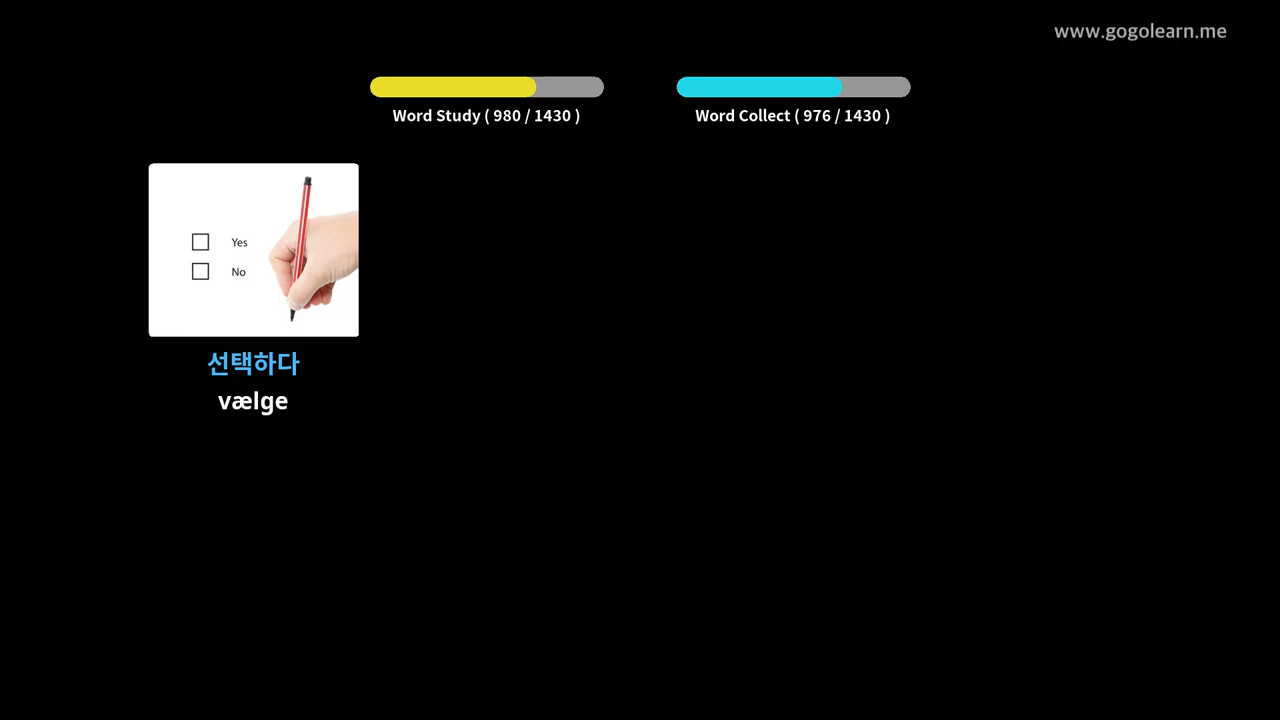 www.gogolearn.me
Word Study ( 980 / 1430 )
Word Collect ( 976 / 1430 )
Yes
No
선택하다
vælge